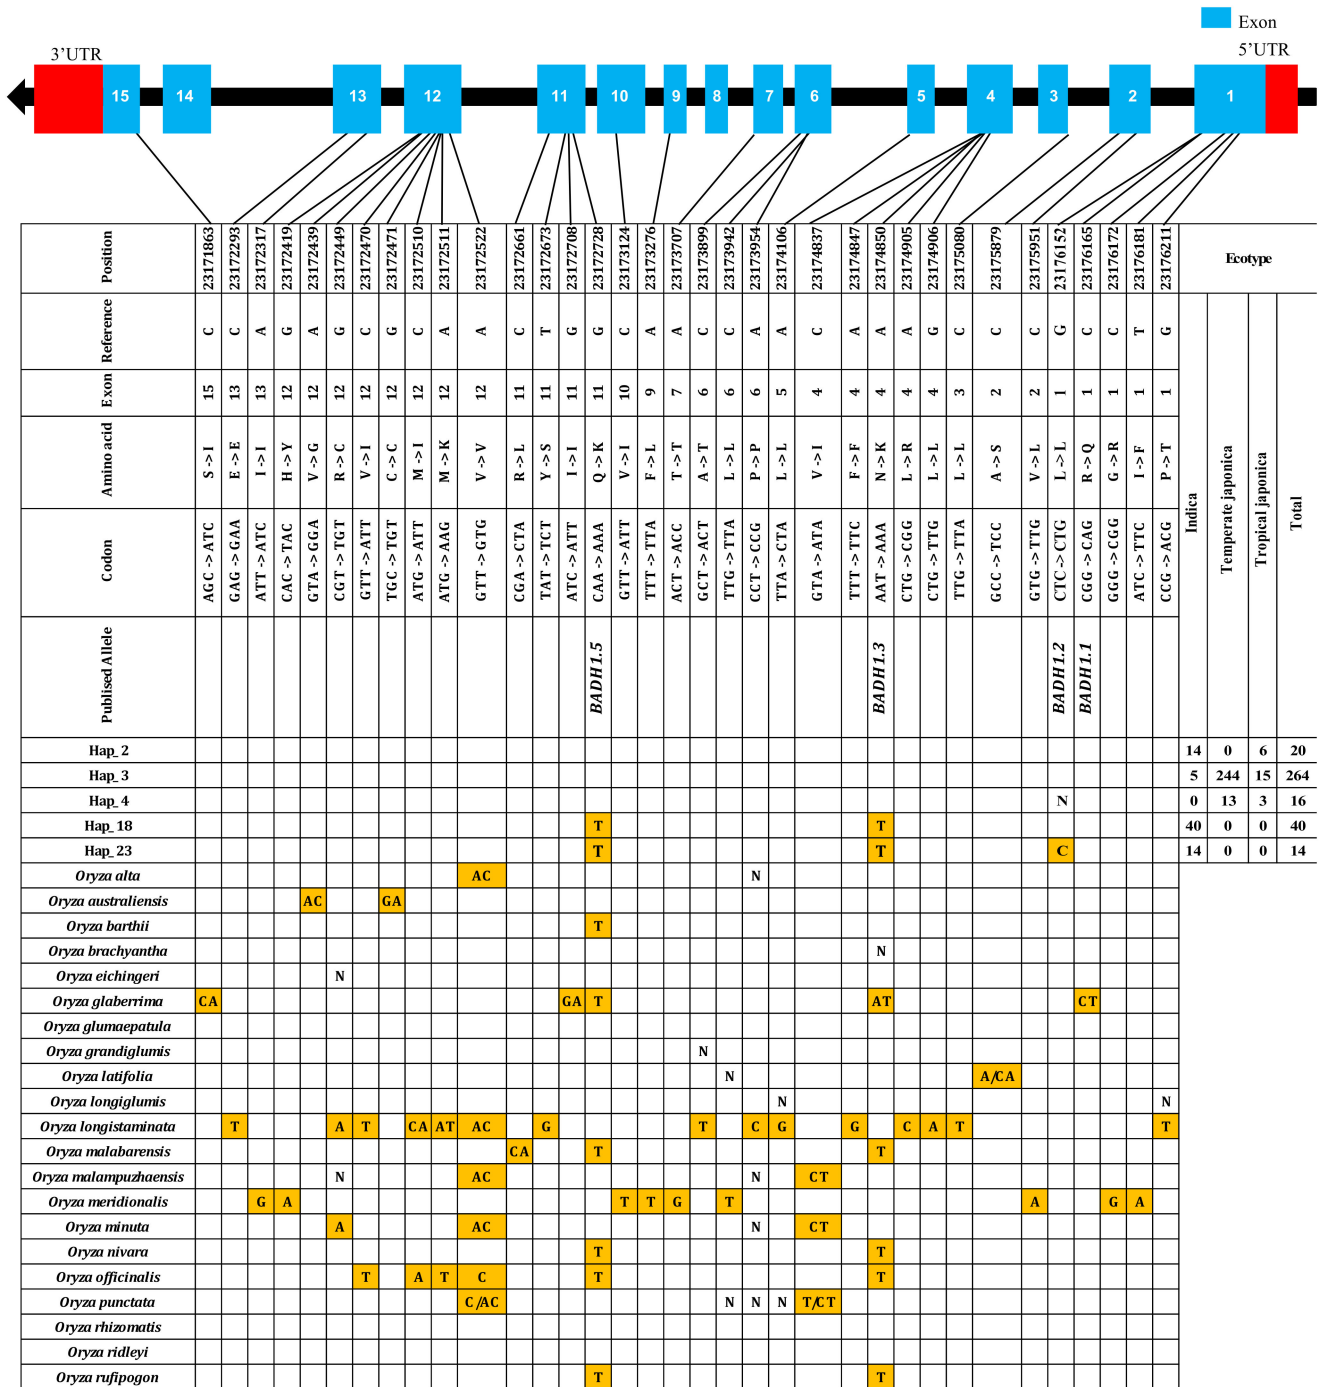 Exon
3’UTR 5’UTR
15 14 13 12 11 10 9 8 7 6 5 4 3 2 1
Position 23171863 23172293 23172317 23172419 23172439 23172449 23172470 23172471 23172510 23172511 23172522 23172661 23172673 23172708 23172728 23173124 23173276 23173707 23173899 23173942 23173954 23174106 23174837 23174847 23174850 23174905 23174906 23175080 23175879 23175951 23176152 23176165 23176172 23176181 23176211 Ecotype
Reference C C A G A G C G C A A C T G G C A A C C A A C A A A G C C C G C C T G
Exon 15 13 13 12 12 12 12 12 12 12 12 11 11 11 11 10 9 7 6 6 6 5 4 4 4 4 4 3 2 2 1 1 1 1 1
Amino acid S->I E->E I->I H->Y V->G R->C V->I C->C M->I M->K V->V R->L Y->S I->I Q->K V->I F->L T->T A->T L->L P->P L->L V->I F->F N->K L->R L->L L->L A->S V->L L->L R->Q G->R I->F P->T
Codon AGC->ATC GAG->GAA ATT->ATC CAC->TAC GTA->GGA CGT->TGT GTT->ATT TGC->TGT ATG->ATT ATG->AAG GTT->GTG CGA->CTA TAT->TCT ATC->ATT CAA->AAA GTT->ATT TTT->TTA ACT->ACC GCT->ACT TTG->TTA CCT->CCG TTA->CTA GTA->ATA TTT->TTC AAT->AAA CTG->CGG CTG->TTG TTG->TTA GCC->TCC GTG->TTG CTC->CTG CGG->CAG GGG->CGG ATC->TTC CCG->ACG
Indica Temperate japonica Tropical japonica Total
Publised Allele BADH1.5 BADH1.3 BADH1.2 BADH1.1
Hap_2 14 0 6 20
Hap_3 5 244 15 264
Hap_4 N 0 13 3 16
Hap_18 T T 40 0 0 40
Hap_23 T T C 14 0 0 14
Oryza alta AC N
Oryza australiensis AC GA
Oryza barthii T
Oryza brachyantha N
Oryza eichingeri N
Oryza glaberrima CA GA T AT CT
Oryza glumaepatula
Oryza grandiglumis N
Oryza latifolia N A/CA
Oryza longiglumis N N
Oryza longistaminata T A T CA AT AC G T C G G C A T T
Oryza malabarensis CA T T
Oryza malampuzhaensis N AC N CT
Oryza meridionalis G A T T G T A G A
Oryza minuta A AC N CT
Oryza nivara T T
Oryza officinalis T A T C T T
Oryza punctata C/AC N N N T/CT
Oryza rhizomatis
Oryza ridleyi
Oryza rufipogon T T